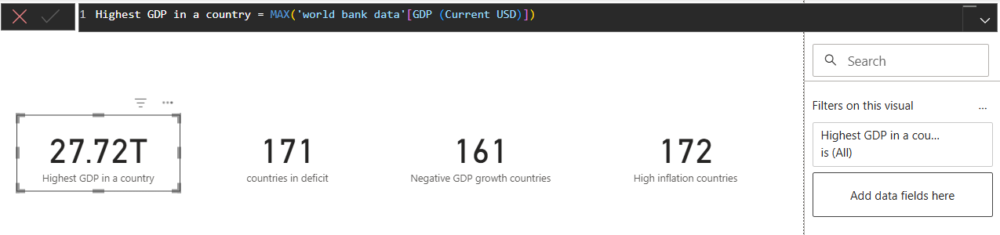 1 Highest GDP in a country = MAX('world bank data'[GDP (Current USD)])
Search
Filters on this visual
...
Highest GDP in a cou...
is (All)
Add data fields here
27.72T
Highest GDP in a country
171
countries in deficit
161
Negative GDP growth countries
172
High inflation countries